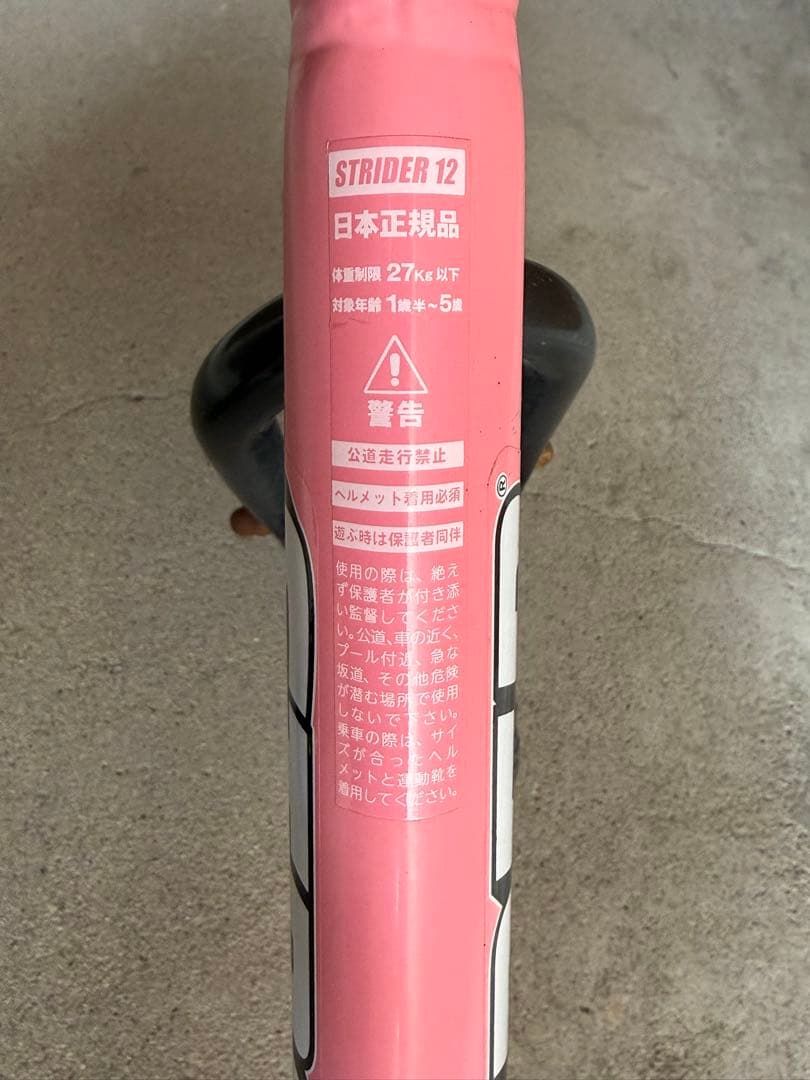 STRIDER 12
日本正規品
体重制限 27Kg 以下
対象年齢 1歳半~5歳
警告
公道走行禁止
ヘルメット着用必須
遊ぶ時は保護者同伴
使用の際は、絶え
ず保護者が付き添
い監督してくださ
い。公道、車の近く、
プール付近、急な
坂道、その他危険
が潜む場所で使用
しないで下さい。
乗車の際は、サイ
ズが合ったヘル
メットと運動靴を
着用してください。
®